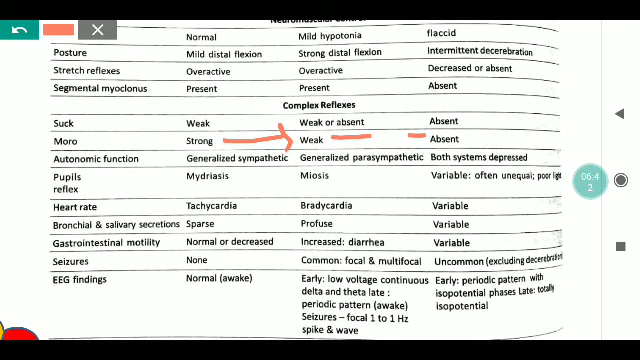 Neuromuscular Control
Normal Mild hypotonia flaccid
Posture Mild distal flexion Strong distal flexion Intermittent decerebration
Stretch reflexes Overactive Overactive Decreased or absent
Segmental myoclonus Present Present Absent
Complex Reflexes
Suck Weak Weak or absent Absent
Moro Strong Weak Absent
Autonomic function Generalized sympathetic Generalized parasympathetic Both systems depressed
Pupils Mydriasis Miosis Variable: often unequal; poor light
reflex
Heart rate Tachycardia Bradycardia Variable
Bronchial & salivary secretions Sparse Profuse Variable
Gastrointestinal motility Normal or decreased Increased: diarrhea Variable
Seizures None Common: focal & multifocal Uncommon (excluding decerebration)
EEG findings Normal (awake) Early: low voltage continuous Early: periodic pattern with
delta and theta late : isopotential phases Late: totally
periodic pattern (awake) isopotential
Seizures – focal 1 to 1 Hz
spike & wave
06:4
2